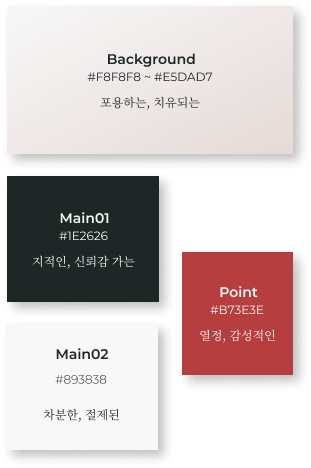 Background
#F8F8F8 ~ #E5DAD7
포용하는, 치유되는
Main01
#1E2626
지적인, 신뢰감 가는
Point
#B73E3E
열정, 감성적인
Main02
#893838
차분한, 절제된